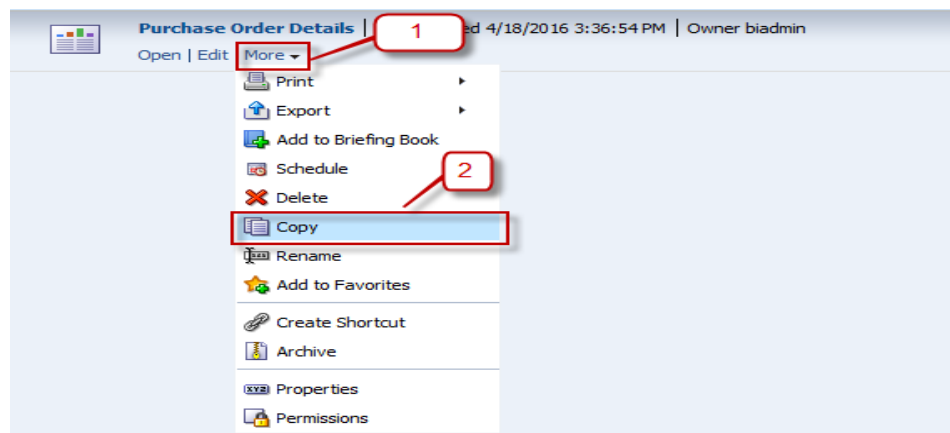 Purchase Order Details | 1 ed 4/18/2016 3:36:54 PM | Owner biadmin
Open | Edit More
Print
Export
Add to Briefing Book
Schedule
2
Delete
Copy
Rename
Add to Favorites
Create Shortcut
Archive
XYZ Properties
Permissions